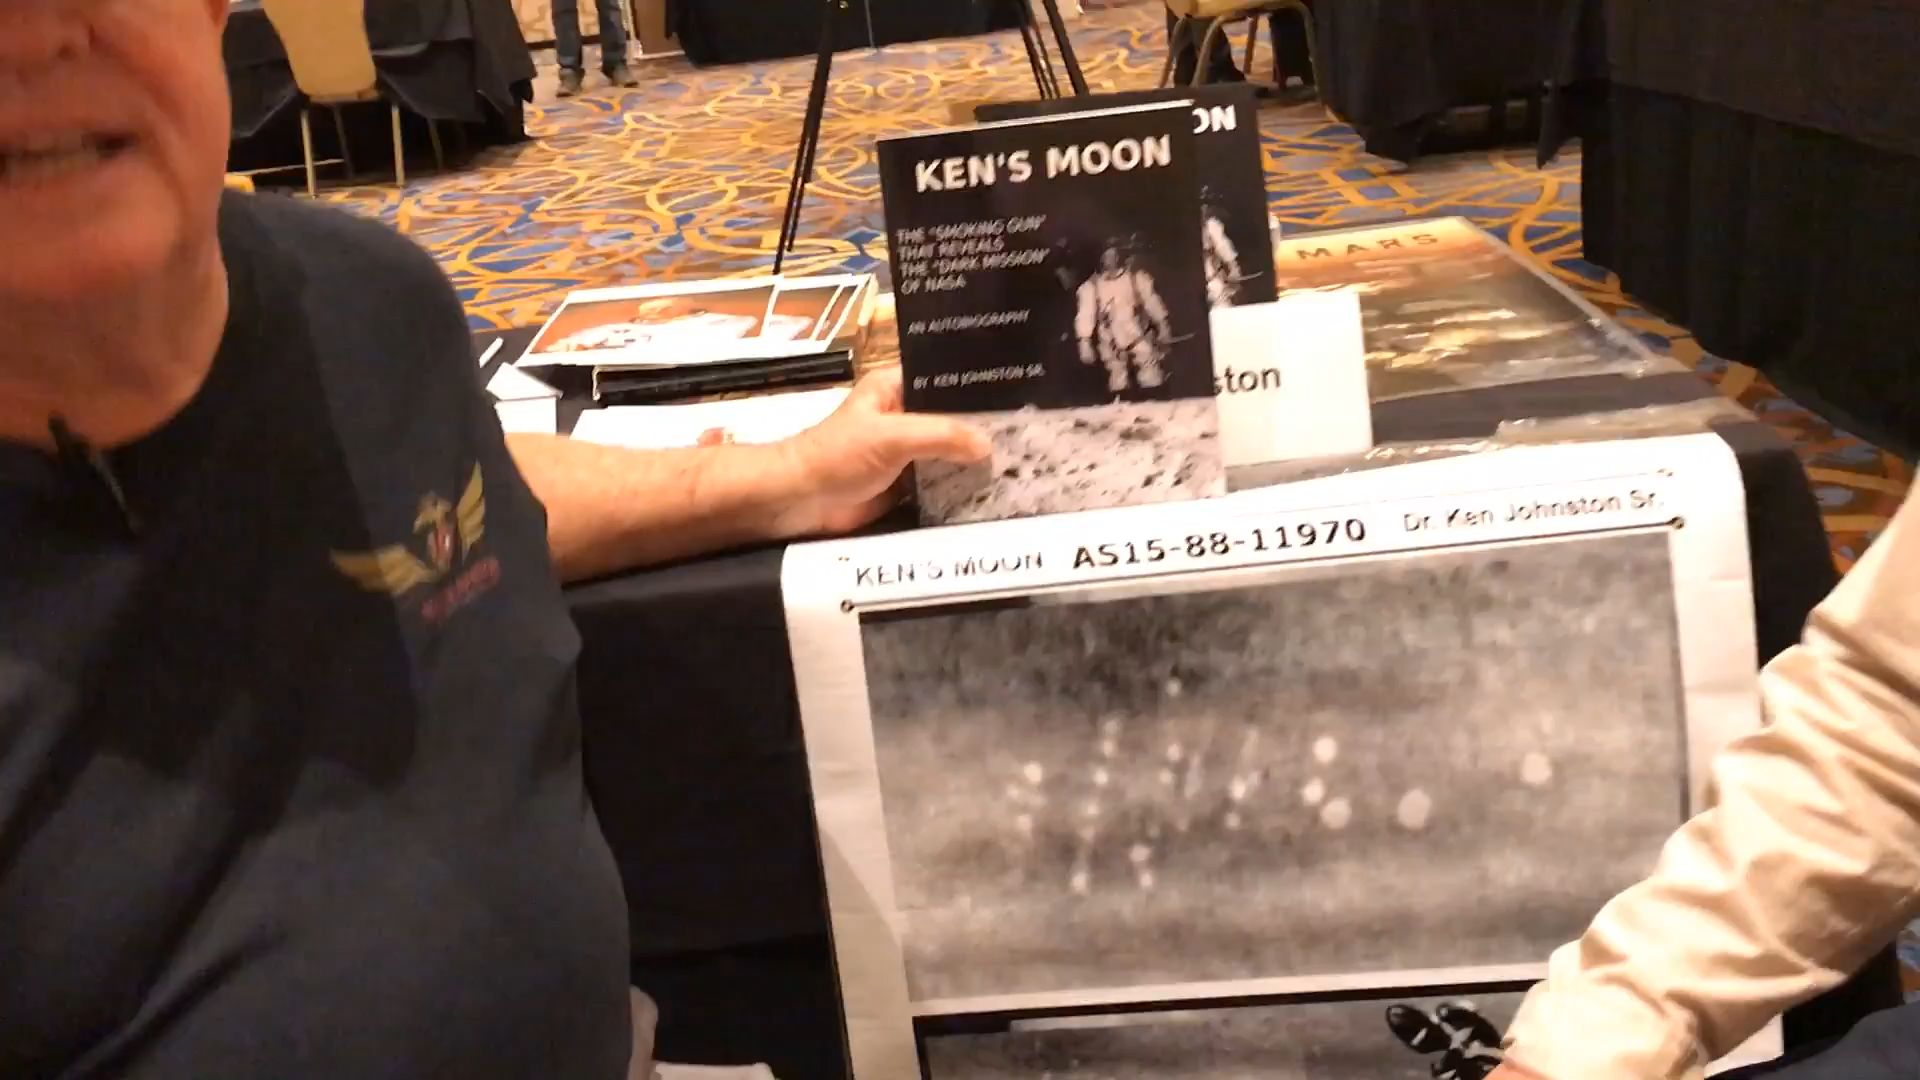 KEN'S MOON
THE "SMOKING GUN"
THAT REVEALS
THE "DARK MISSION"
OF NASA
AN AUTOBIOGRAPHY
BY KEN JOHNSTON SR.
ON
MARS
ston
"KEN'S MOON AS15-88-11970 Dr. Ken Johnston Sr.